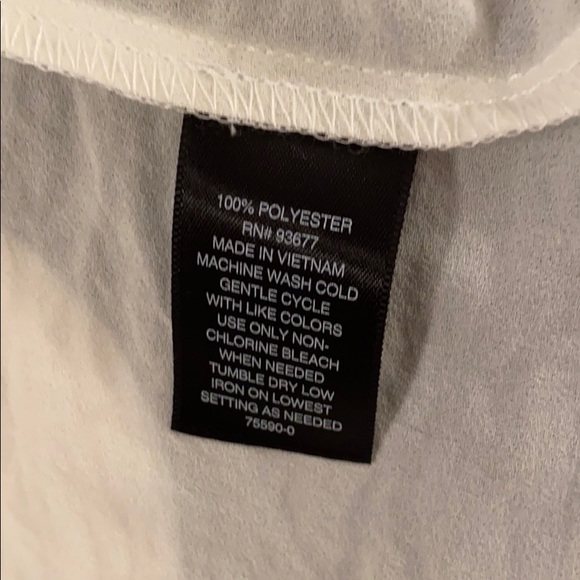 100% POLYESTER
RN# 93677
MADE IN VIETNAM
MACHINE WASH COLD
GENTLE CYCLE
WITH LIKE COLORS
USE ONLY NON-
CHLORINE BLEACH
WHEN NEEDED
TUMBLE DRY LOW
IRON ON LOWEST
SETTING AS NEEDED
75590-0